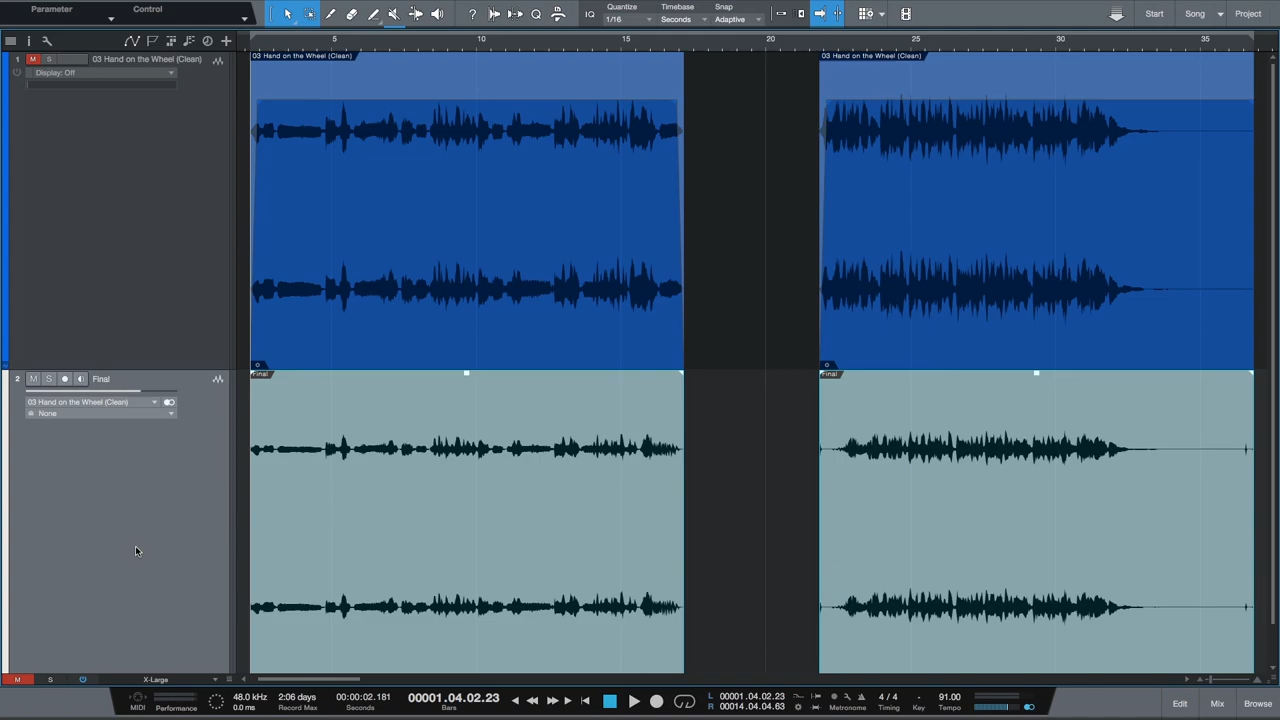 Parameter
Control
Quantize
Timebase
Snap
IQ
1/16
Seconds
Adaptive
Start
Song
Project
5
10
15
20
25
30
35
1
M
S
03 Hand on the Wheel (Clean)
Display: Off
03 Hand on the Wheel (Clean)
03 Hand on the Wheel (Clean)
2
M
S
Final
03 Hand on the Wheel (Clean)
None
Final
Final
M
S
X-Large
MIDI
Performance
48.0 kHz
0.0 ms
2:06 days
Record Max
00:00:02.181
Seconds
00001.04.02.23
Bars
L
00001.04.02.23
R
00014.04.04.63
Metronome
4 / 4
Timing
-
Key
91.00
Tempo
Edit
Mix
Browse